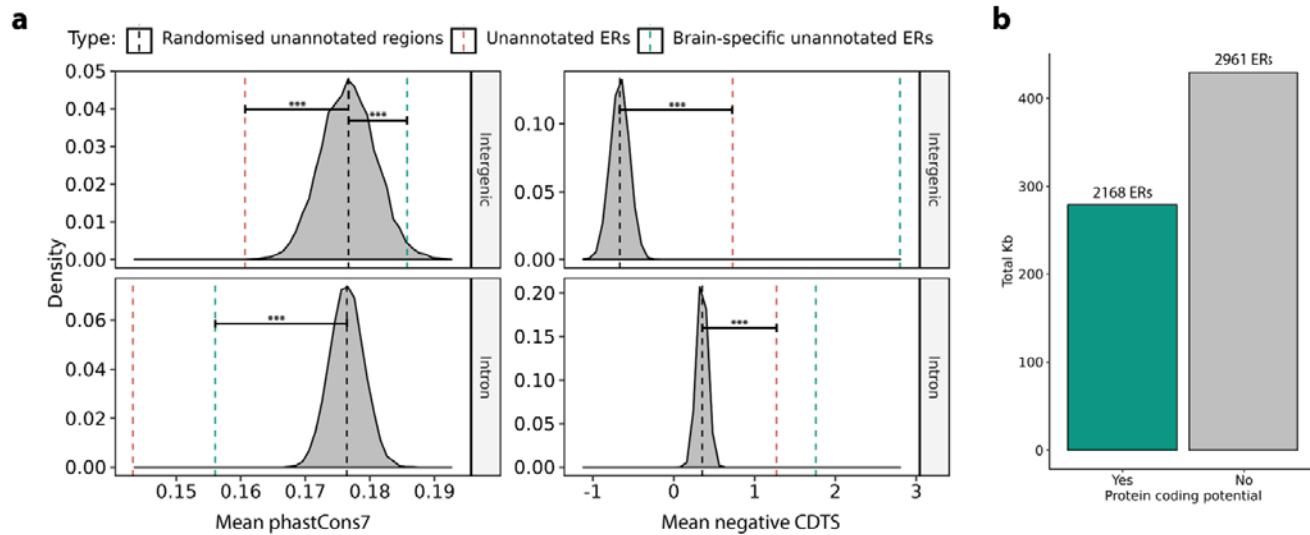 a
Type: Randomised unannotated regions Unannotated ERs Brain-specific unannotated ERs
Density
0.05
0.04
0.03
0.02
0.01
0.00
***
***
Intergenic
0.10
0.05
0.00
***
Intergenic
0.06
0.04
0.02
0.00
***
Intron
0.20
0.15
0.10
0.05
0.00
***
Intron
0.15 0.16 0.17 0.18 0.19
Mean phastCons7
-1 0 1 2 3
Mean negative CDTS
b
Total Kb
400
300
200
100
0
2168 ERs
2961 ERs
Yes No
Protein coding potential